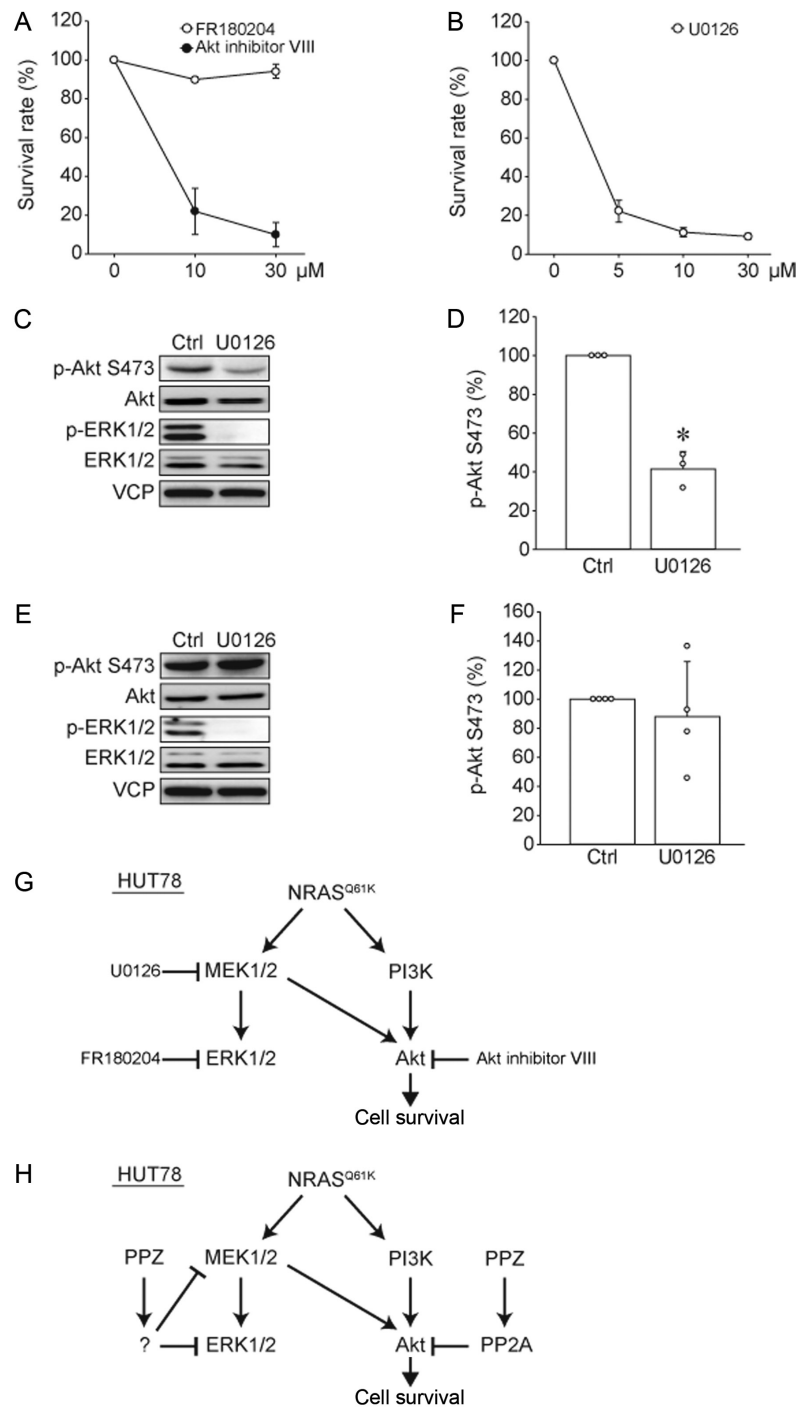 A
120
100
80
60
40
20
0
Survival rate (%)
FR180204
Akt inhibitor VIII
0 10 30 µM
B
120
100
80
60
40
20
0
Survival rate (%)
U0126
0 5 10 30 µM
C
Ctrl U0126
p-Akt S473
Akt
p-ERK1/2
ERK1/2
VCP
D
120
100
80
60
40
20
0
p-Akt S473 (%)
*
Ctrl U0126
E
Ctrl U0126
p-Akt S473
Akt
p-ERK1/2
ERK1/2
VCP
F
160
140
120
100
80
60
40
20
0
p-Akt S473 (%)
Ctrl U0126
G
HUT78
NRASQ61K
U0126 MEK1/2 PI3K
FR180204 ERK1/2 Akt Akt inhibitor VIII
Cell survival
H
HUT78
NRASQ61K
PPZ MEK1/2 PI3K PPZ
? ERK1/2 Akt PP2A
Cell survival